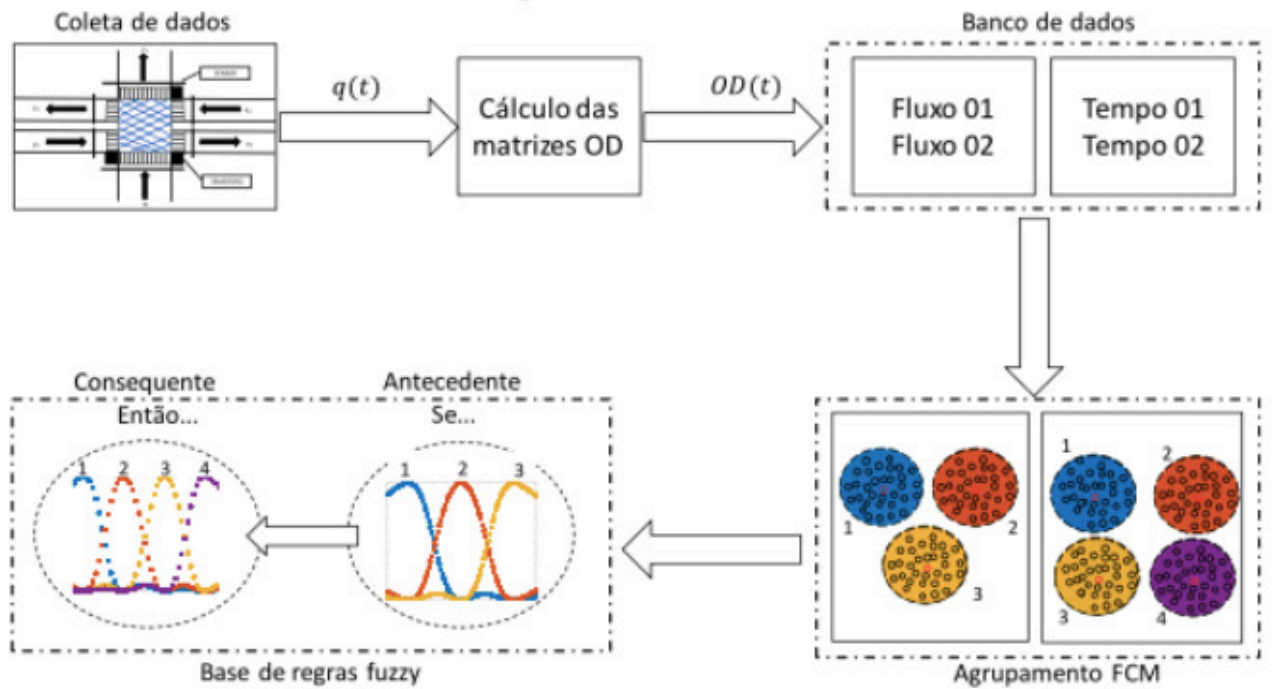 Coleta de dados
q(t)
Cálculo das
matrizes OD
OD(t)
Banco de dados
Fluxo 01
Fluxo 02
Tempo 01
Tempo 02
Consequente
Então...
1 2 3 4
Antecedente
Se...
1 2 3
Base de regras fuzzy
1
2
3
1
2
3
4
Agrupamento FCM